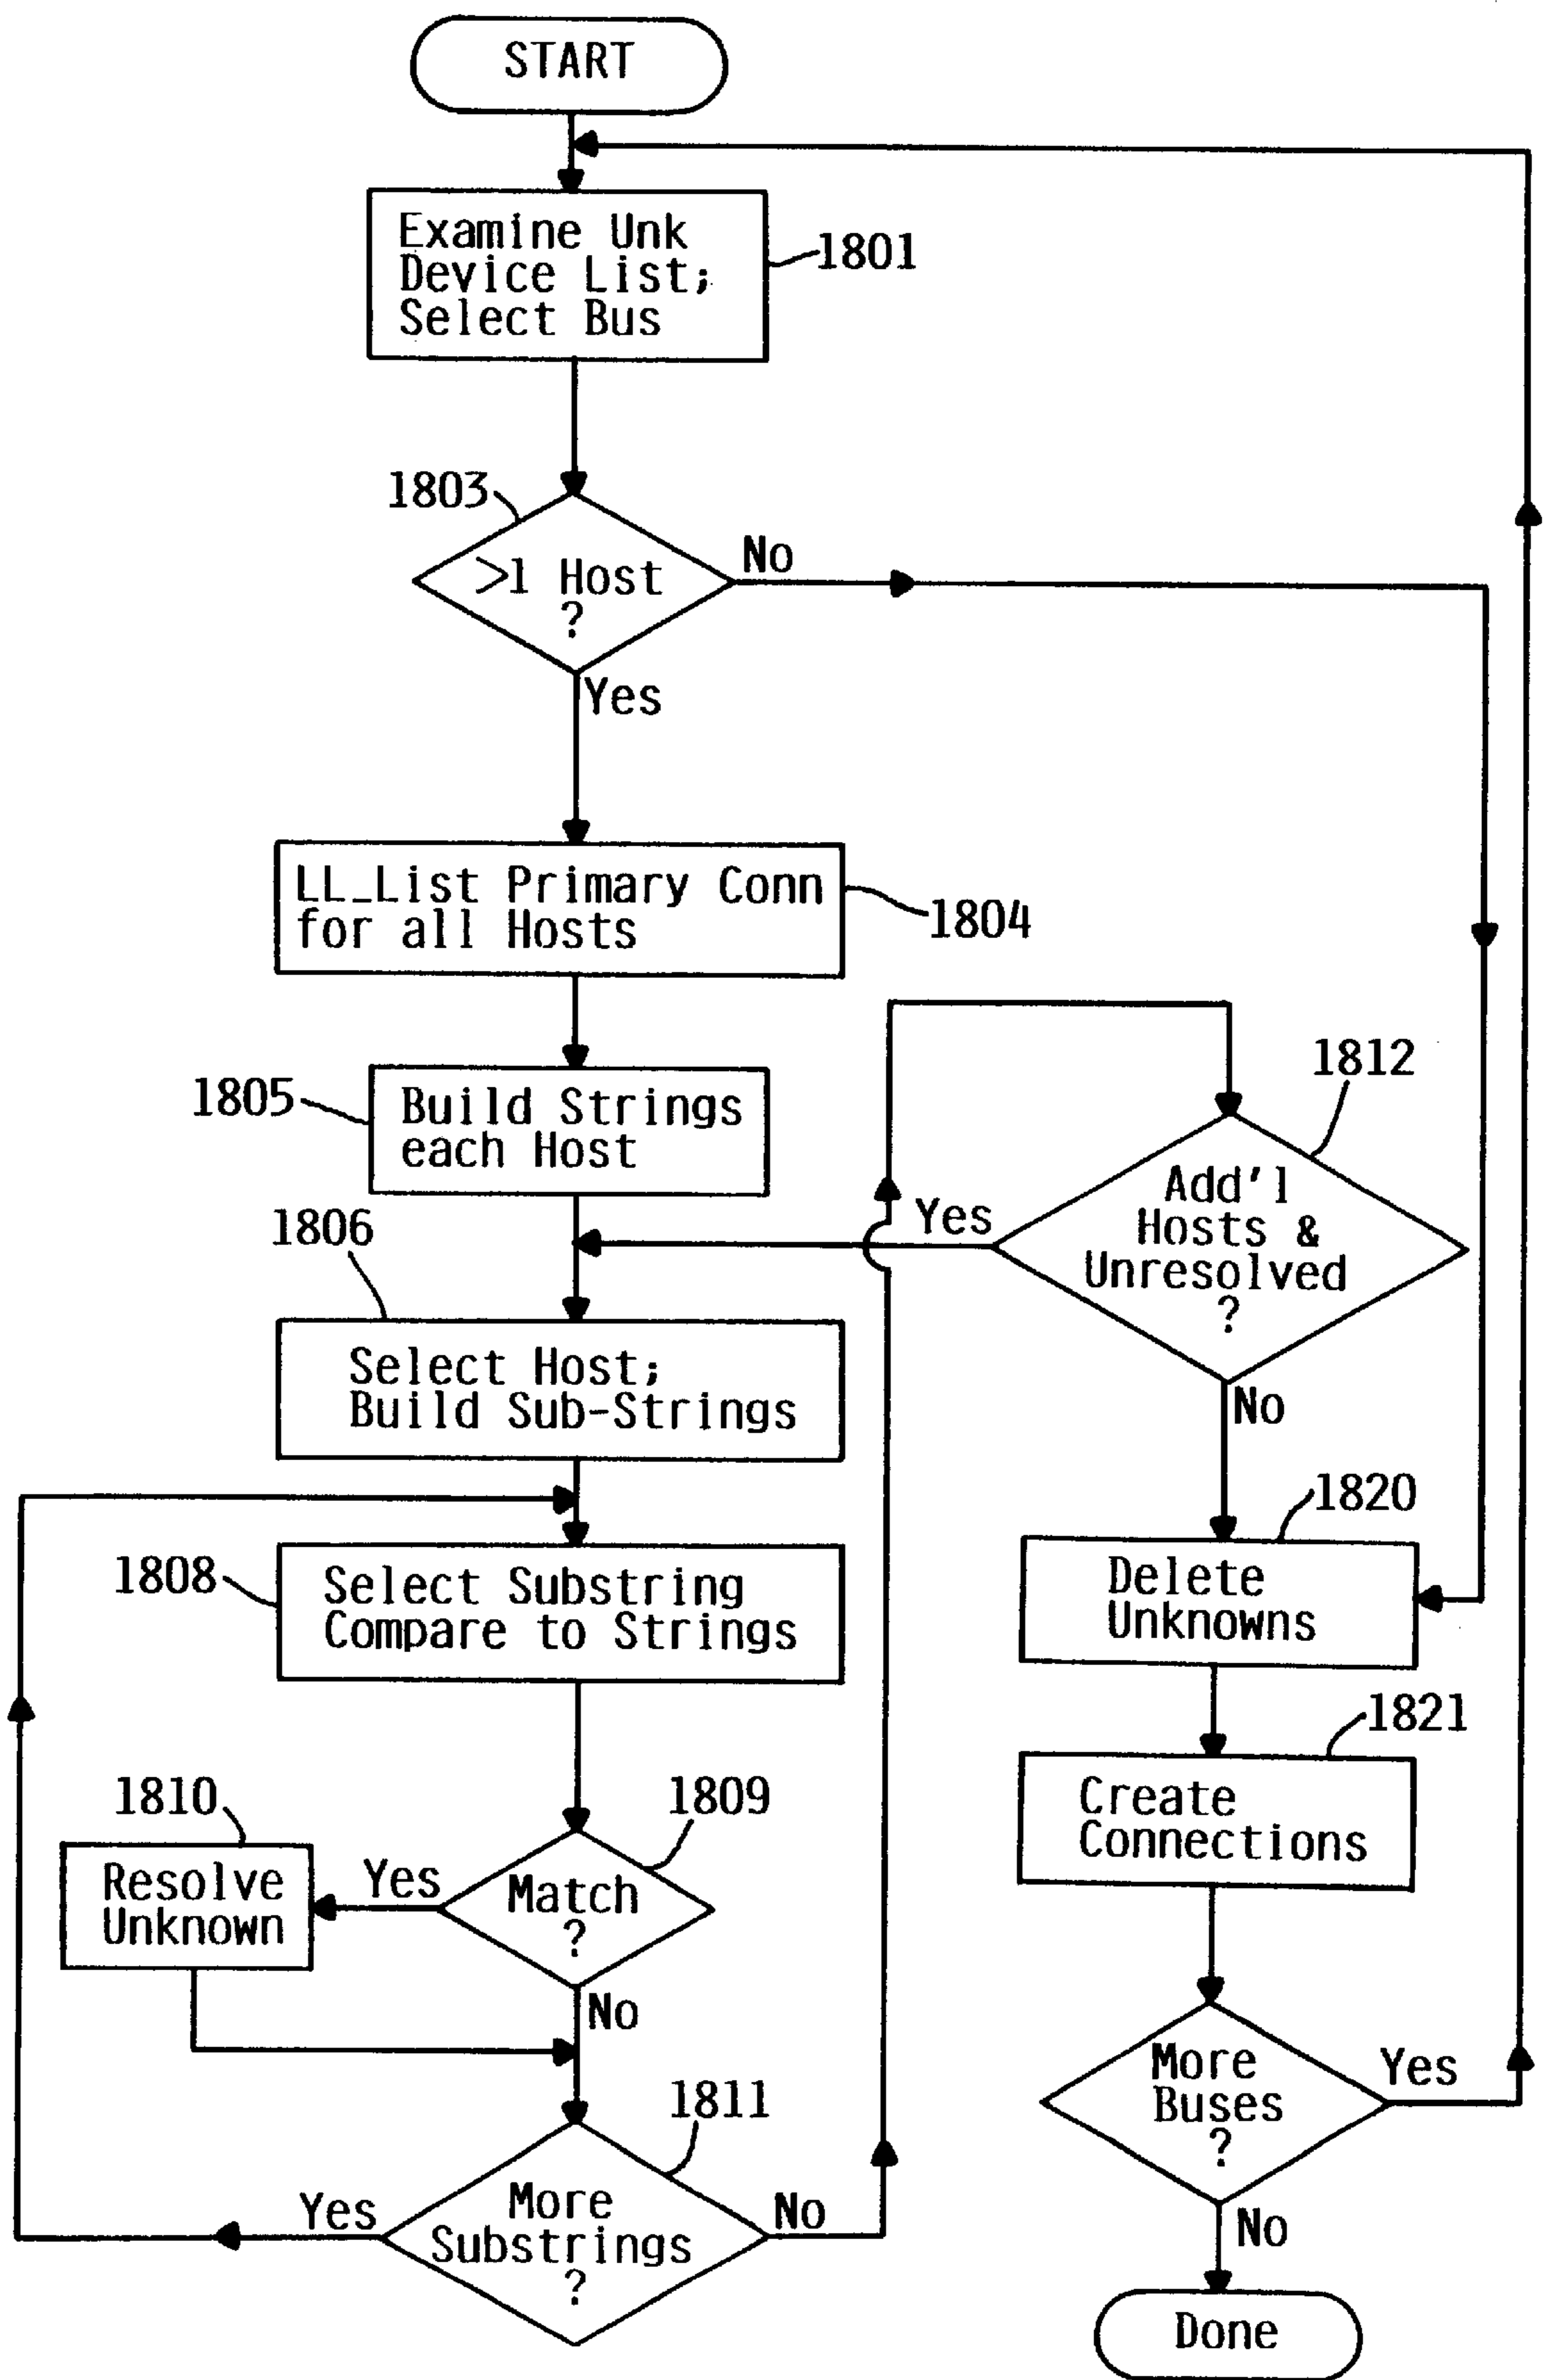 START
Examine Unk
Device List;
Select Bus
1801
1803
>1 Host
?
No
Yes
LL_List Primary Conn
for all Hosts
1804
1805
Build Strings
each Host
1806
Select Host;
Build Sub-Strings
1808
Select Substring
Compare to Strings
1809
Match
?
Yes
1810
Resolve
Unknown
No
1811
More
Substrings
?
Yes
No
1812
Add'l
Hosts &
Unresolved
?
Yes
No
1820
Delete
Unknowns
1821
Create
Connections
More
Buses
?
Yes
No
Done